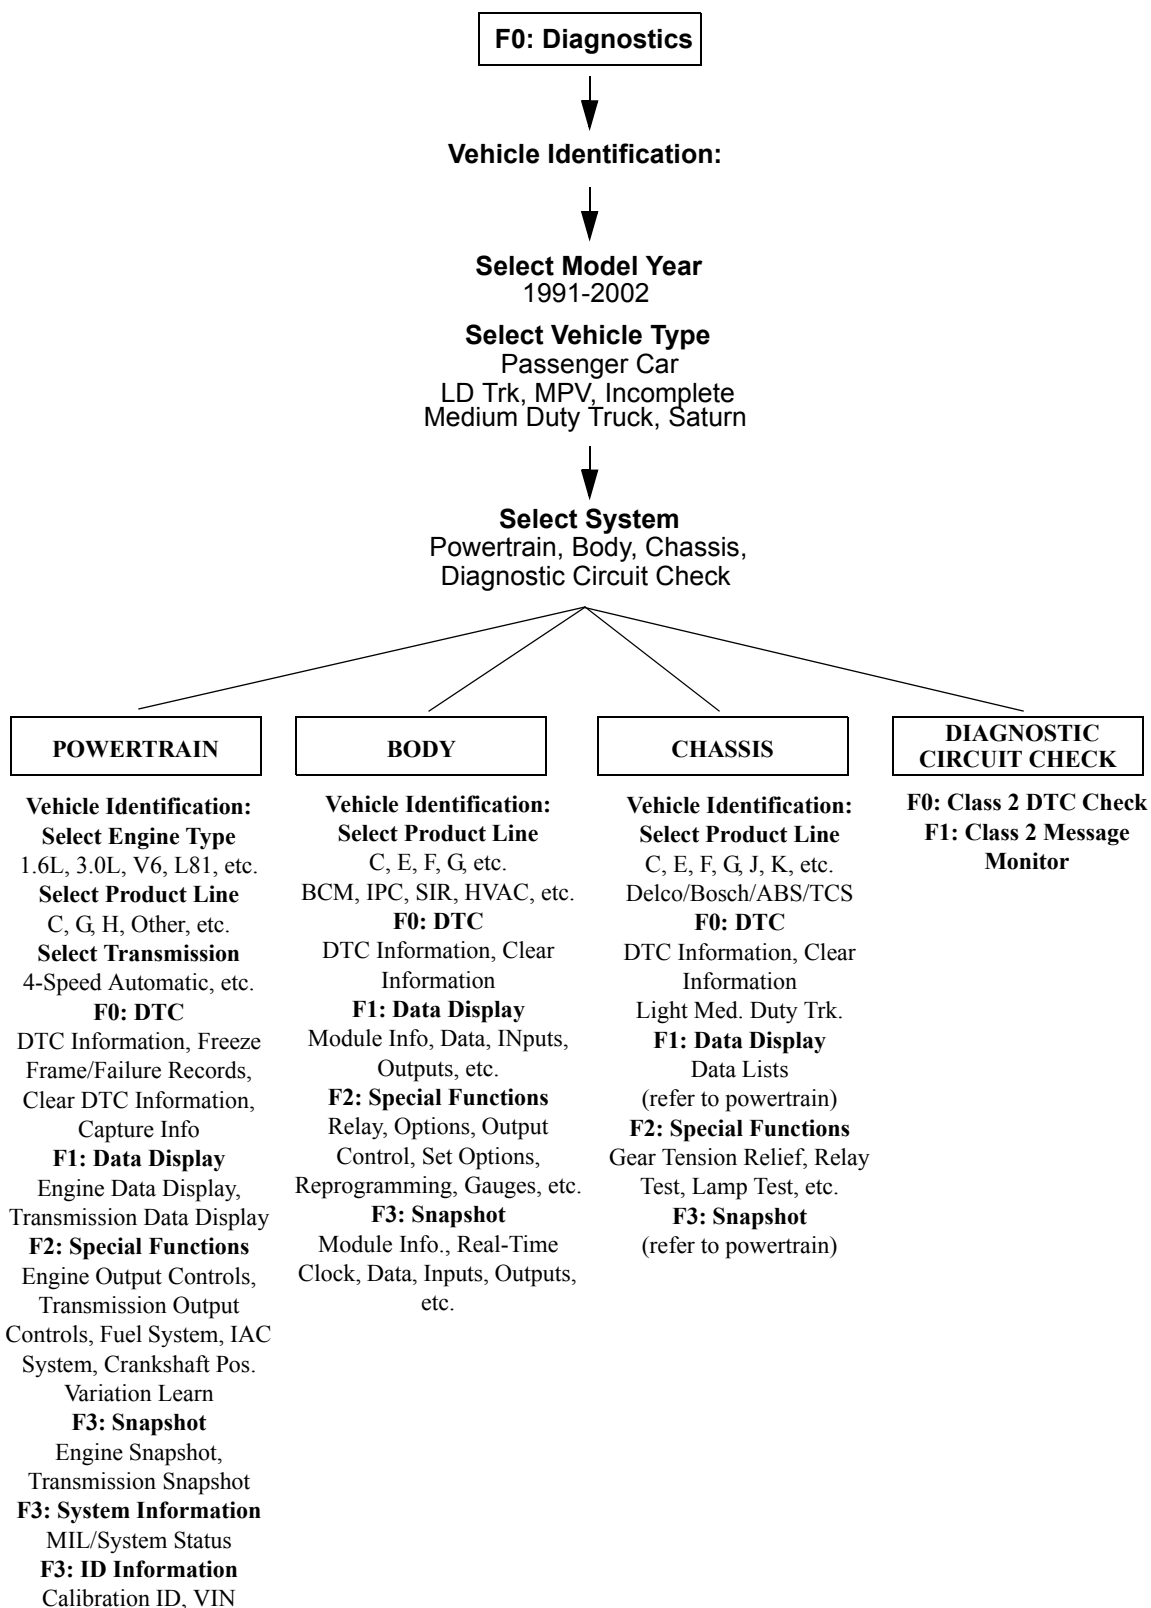 F0: Diagnostics
Vehicle Identification:
Select Model Year
1991-2002
Select Vehicle Type
Passenger Car
LD Trk, MPV, Incomplete
Medium Duty Truck, Saturn
Select System
Powertrain, Body, Chassis,
Diagnostic Circuit Check
POWERTRAIN
Vehicle Identification:
Select Engine Type
1.6L, 3.0L, V6, L81, etc.
Select Product Line
C, G, H, Other, etc.
Select Transmission
4-Speed Automatic, etc.
F0: DTC
DTC Information, Freeze
Frame/Failure Records,
Clear DTC Information,
Capture Info
F1: Data Display
Engine Data Display,
Transmission Data Display
F2: Special Functions
Engine Output Controls,
Transmission Output
Controls, Fuel System, IAC
System, Crankshaft Pos.
Variation Learn
F3: Snapshot
Engine Snapshot,
Transmission Snapshot
F3: System Information
MIL/System Status
F3: ID Information
Calibration ID, VIN
BODY
Vehicle Identification:
Select Product Line
C, E, F, G, etc.
BCM, IPC, SIR, HVAC, etc.
F0: DTC
DTC Information, Clear
Information
F1: Data Display
Module Info, Data, INputs,
Outputs, etc.
F2: Special Functions
Relay, Options, Output
Control, Set Options,
Reprogramming, Gauges, etc.
F3: Snapshot
Module Info., Real-Time
Clock, Data, Inputs, Outputs,
etc.
CHASSIS
Vehicle Identification:
Select Product Line
C, E, F, G, J, K, etc.
Delco/Bosch/ABS/TCS
F0: DTC
DTC Information, Clear
Information
Light Med. Duty Trk.
F1: Data Display
Data Lists
(refer to powertrain)
F2: Special Functions
Gear Tension Relief, Relay
Test, Lamp Test, etc.
F3: Snapshot
(refer to powertrain)
DIAGNOSTIC
CIRCUIT CHECK
F0: Class 2 DTC Check
F1: Class 2 Message
Monitor